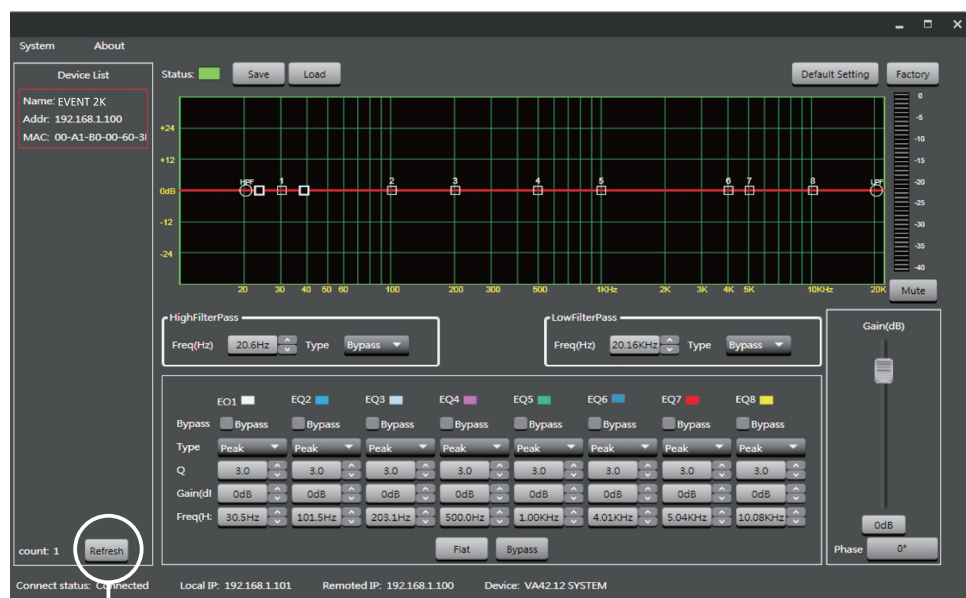 System About
Device List
Status: Save Load Default Setting Factory
Name: EVENT 2K
Addr: 192.168.1.100
MAC: 00-A1-B0-00-60-3
0
-5
-10
-15
-20
-25
-30
-35
-40
+24
+12
0dB
-12
-24
HPF 1 2 3 4 5 6 7 8 LPF
20 30 40 50 60 100 200 300 500 1KHz 2K 3K 4K 5K 10KHz 20K
Mute
HighFilterPass
Freq(Hz) 20.6Hz Type Bypass
LowFilterPass
Freq(Hz) 20.16KHz Type Bypass
Gain(dB)
EQ1 EQ2 EQ3 EQ4 EQ5 EQ6 EQ7 EQ8
Bypass Bypass Bypass Bypass Bypass Bypass Bypass Bypass Bypass
Type Peak Peak Peak Peak Peak Peak Peak Peak
Q 3.0 3.0 3.0 3.0 3.0 3.0 3.0 3.0
Gain(dI 0dB 0dB 0dB 0dB 0dB 0dB 0dB 0dB
Freq(H: 30.5Hz 101.5Hz 203.1Hz 500.0Hz 1.00KHz 4.01KHz 5.04KHz 10.08KHz
0dB
Flat Bypass
Phase 0°
count: 1 Refresh
Connect status: Connected Local IP: 192.168.1.101 Remoted IP: 192.168.1.100 Device: VA42.12 SYSTEM